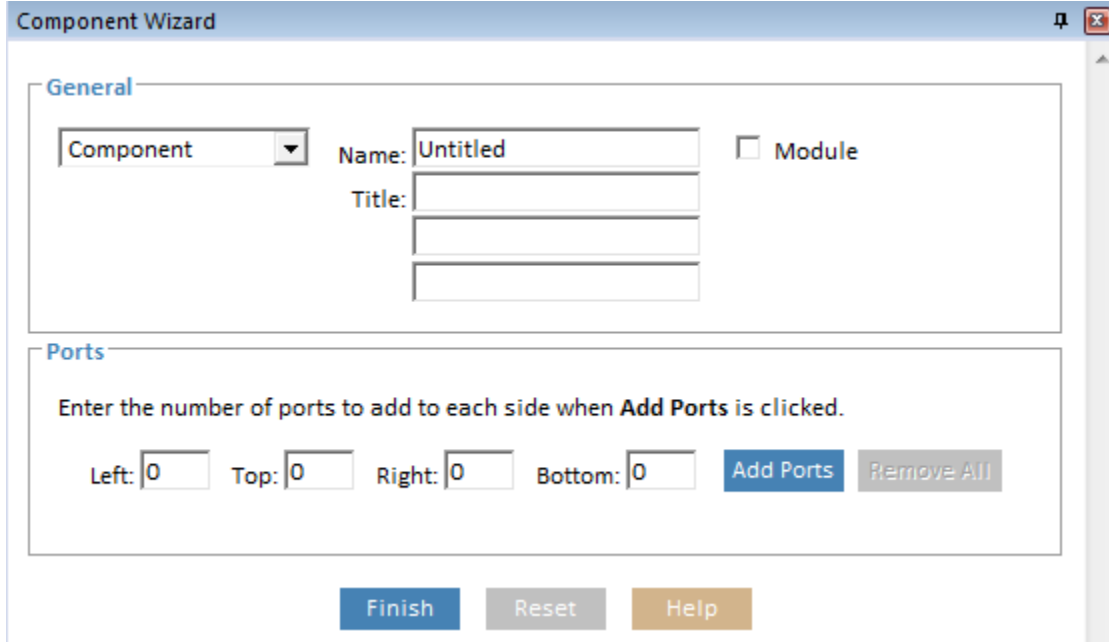 Component Wizard
General
Component
Name: Untitled
Module
Title:
Ports
Enter the number of ports to add to each side when Add Ports is clicked.
Left: 0 Top: 0 Right: 0 Bottom: 0 Add Ports Remove All
Finish Reset Help